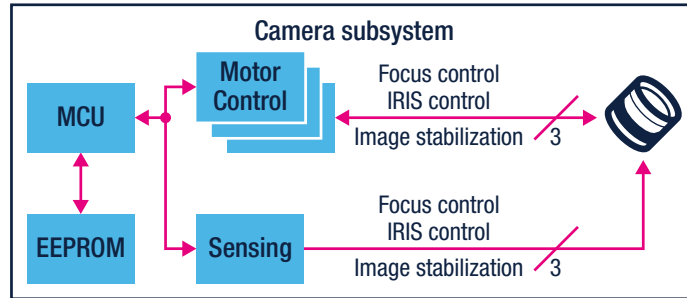 Camera subsystem
Motor
Control
MCU
Focus control
IRIS control
Image stabilization
3
EEPROM
Sensing
Focus control
IRIS control
Image stabilization
3